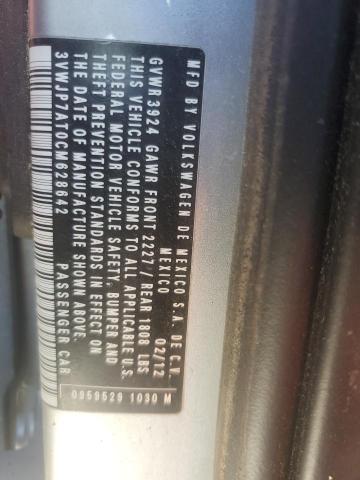 MFD BY VOLKSWAGEN DE MEXICO S.A. DE C.V.
MEXICO 02/12
GVWR 3924 GAWR FRONT 2227/ REAR 1808 LBS
THIS VEHICLE CONFORMS TO ALL APPLICABLE U.S.
FEDERAL MOTOR VEHICLE SAFETY, BUMPER AND
THEFT PREVENTION STANDARDS IN EFFECT ON
THE DATE OF MANUFACTURE SHOWN ABOVE.
3VWJP7AT0CM628642 PASSENGER CAR
0959529 1030 M